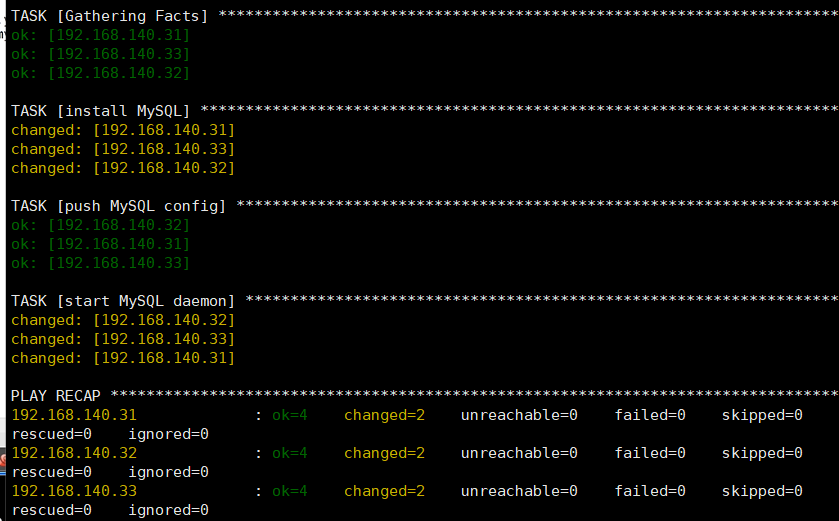 TASK [Gathering Facts] *********************************************************************
ok: [192.168.140.31]
ok: [192.168.140.33]
ok: [192.168.140.32]
TASK [install MySQL] ***********************************************************************
changed: [192.168.140.31]
changed: [192.168.140.33]
changed: [192.168.140.32]
TASK [push MySQL config] *******************************************************************
ok: [192.168.140.32]
ok: [192.168.140.31]
ok: [192.168.140.33]
TASK [start MySQL daemon] ******************************************************************
changed: [192.168.140.32]
changed: [192.168.140.33]
changed: [192.168.140.31]
PLAY RECAP *********************************************************************************
192.168.140.31 : ok=4 changed=2 unreachable=0 failed=0 skipped=0
rescued=0 ignored=0
192.168.140.32 : ok=4 changed=2 unreachable=0 failed=0 skipped=0
rescued=0 ignored=0
192.168.140.33 : ok=4 changed=2 unreachable=0 failed=0 skipped=0
rescued=0 ignored=0